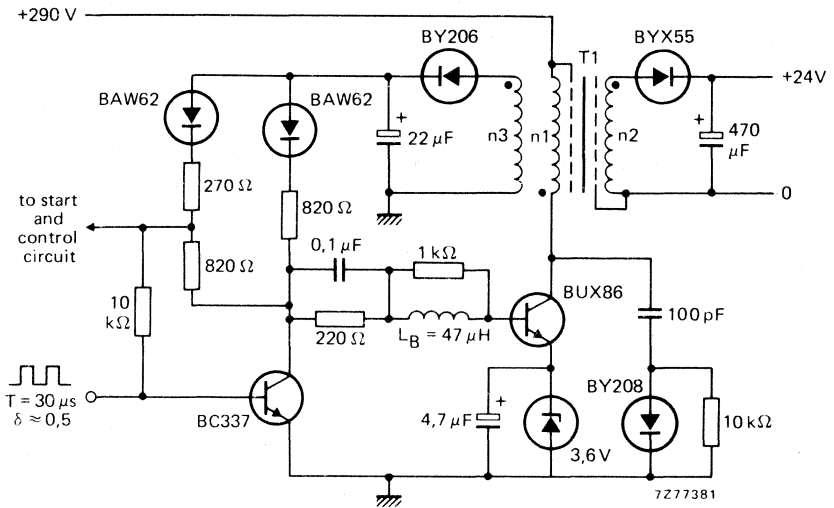 +290 V
BY206
BYX55
T1
BAW62
BAW62
+24V
+
22 µF
n3
n1
n2
+
470
µF
270 Ω
to start
and
control
circuit
820 Ω
0
0,1 µF
1 kΩ
820 Ω
BUX86
10
kΩ
100 pF
220 Ω
LB = 47 µH
T = 30 µs
δ ≈ 0,5
BC337
BY208
+
4,7 µF
10 kΩ
3,6 V
7Z77381